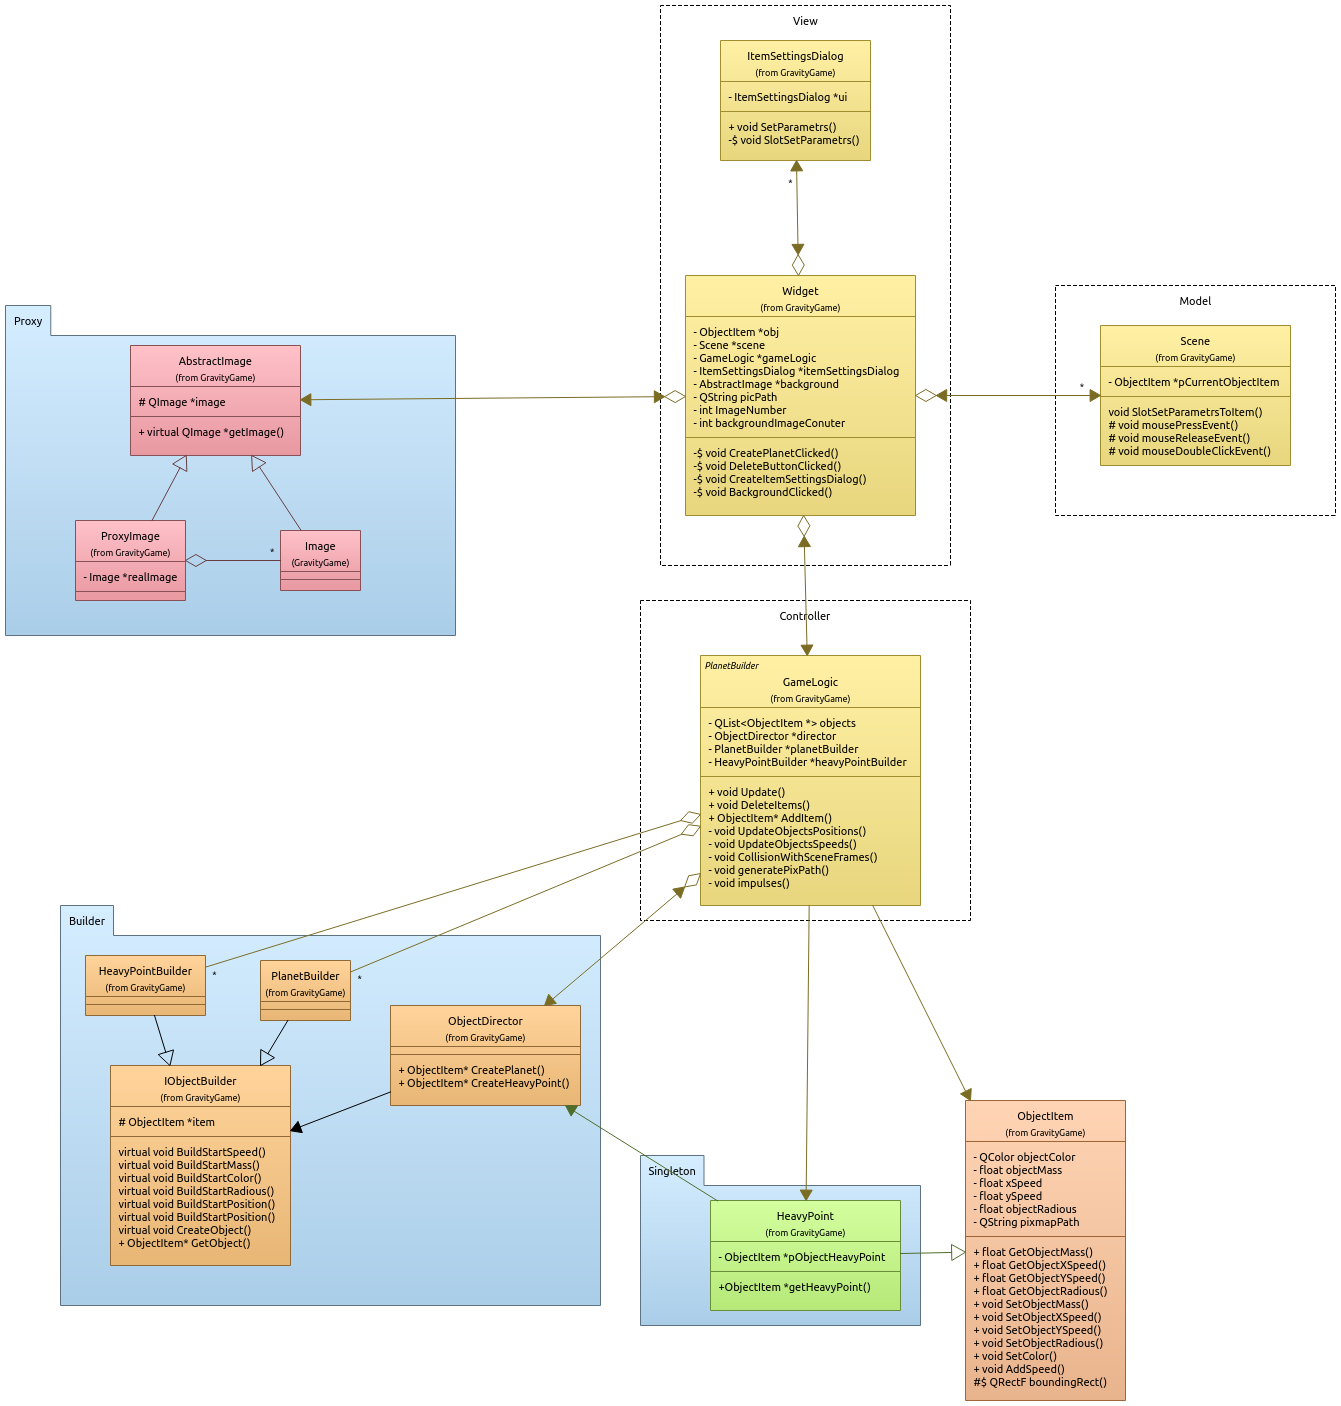 View
ItemSettingsDialog
(from GravityGame)
- ItemSettingsDialog *ui
+ void SetParametrs()
-$ void SlotSetParametrs()
*
Widget
(from GravityGame)
- ObjectItem *obj
- Scene *scene
- GameLogic *gameLogic
- ItemSettingsDialog *itemSettingsDialog
- AbstractImage *background
- QString picPath
- int ImageNumber
- int backgroundImageConuter
-$ void CreatePlanetClicked()
-$ void DeleteButtonClicked()
-$ void CreateItemSettingsDialog()
-$ void BackgroundClicked()
Model
Scene
(from GravityGame)
- ObjectItem *pCurrentObjectItem
void SlotSetParametrsToItem()
# void mousePressEvent()
# void mouseReleaseEvent()
# void mouseDoubleClickEvent()
*
Proxy
AbstractImage
(from GravityGame)
# QImage *image
+ virtual QImage *getImage()
ProxyImage
(from GravityGame)
- Image *realImage
*
Image
(GravityGame)
Controller
PlanetBuilder
GameLogic
(from GravityGame)
- QList<ObjectItem *> objects
- ObjectDirector *director
- PlanetBuilder *planetBuilder
- HeavyPointBuilder *heavyPointBuilder
+ void Update()
+ void DeleteItems()
+ ObjectItem* AddItem()
- void UpdateObjectsPositions()
- void UpdateObjectsSpeeds()
- void CollisionWithSceneFrames()
- void generatePixPath()
- void impulses()
Builder
HeavyPointBuilder
(from GravityGame)
*
PlanetBuilder
(from GravityGame)
*
ObjectDirector
(from GravityGame)
+ ObjectItem* CreatePlanet()
+ ObjectItem* CreateHeavyPoint()
IObjectBuilder
(from GravityGame)
# ObjectItem *item
virtual void BuildStartSpeed()
virtual void BuildStartMass()
virtual void BuildStartColor()
virtual void BuildStartRadious()
virtual void BuildStartPosition()
virtual void BuildStartPosition()
virtual void CreateObject()
+ ObjectItem* GetObject()
Singleton
HeavyPoint
(from GravityGame)
- ObjectItem *pObjectHeavyPoint
+ObjectItem *getHeavyPoint()
ObjectItem
(from GravityGame)
- QColor objectColor
- float objectMass
- float xSpeed
- float ySpeed
- float objectRadious
- QString pixmapPath
+ float GetObjectMass()
+ float GetObjectXSpeed()
+ float GetObjectYSpeed()
+ float GetObjectRadious()
+ void SetObjectMass()
+ void SetObjectXSpeed()
+ void SetObjectYSpeed()
+ void SetObjectRadious()
+ void SetColor()
+ void AddSpeed()
#$ QRectF boundingRect()